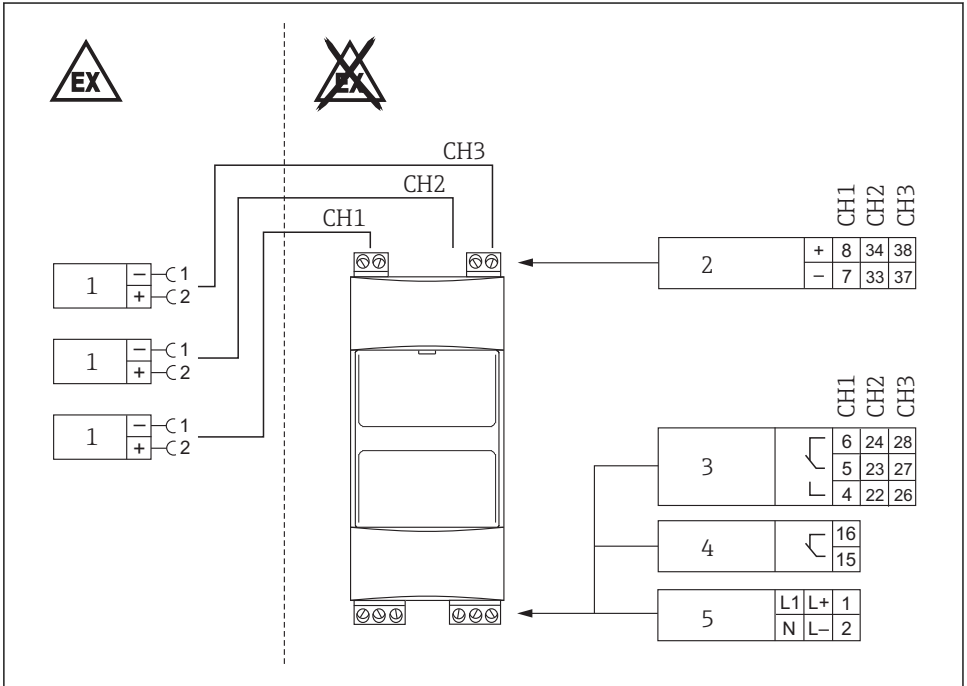 EX
EX
CH3
CH2
CH1
1 − 1
+ 2
1 − 1
+ 2
1 − 1
+ 2
CH1 CH2 CH3
2 + 8 34 38
− 7 33 37
CH1 CH2 CH3
3 6 24 28
5 23 27
4 22 26
4 16
15
5 L1 L+ 1
N L− 2